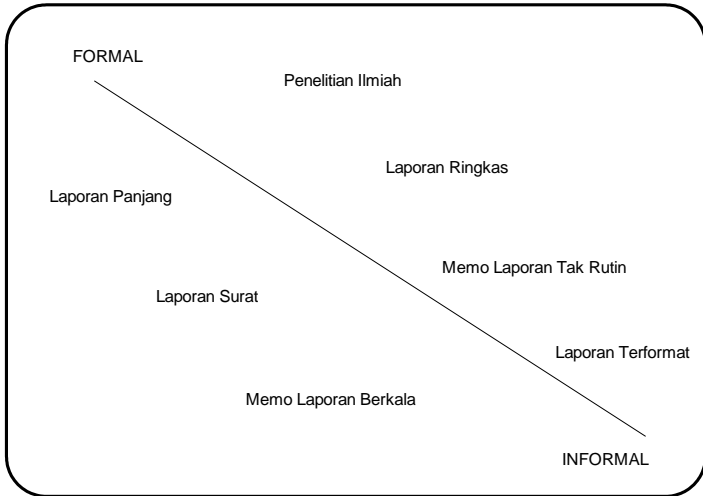 FORMAL
Penelitian Ilmiah
Laporan Ringkas
Laporan Panjang
Memo Laporan Tak Rutin
Laporan Surat
Laporan Terformat
Memo Laporan Berkala
INFORMAL